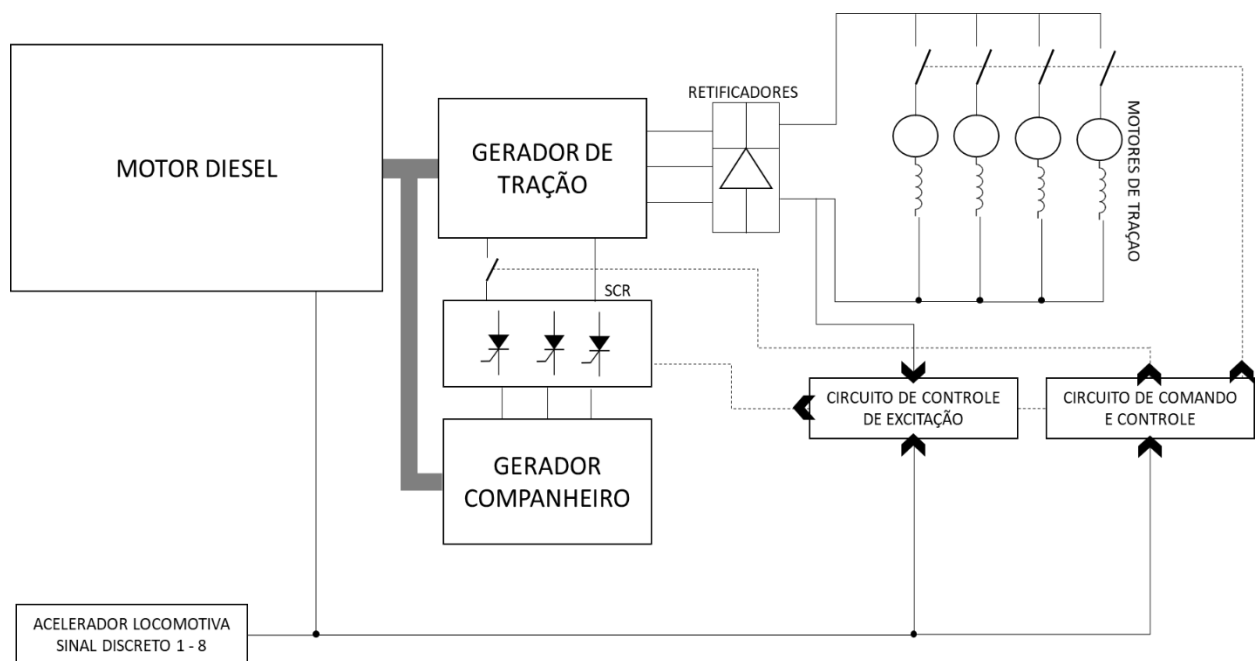 MOTOR DIESEL
GERADOR DE
TRAÇÃO
RETIFICADORES
MOTORES DE TRAÇAO
SCR
GERADOR
COMPANHEIRO
CIRCUITO DE CONTROLE
DE EXCITAÇÃO
CIRCUITO DE COMANDO
E CONTROLE
ACELERADOR LOCOMOTIVA
SINAL DISCRETO 1 - 8